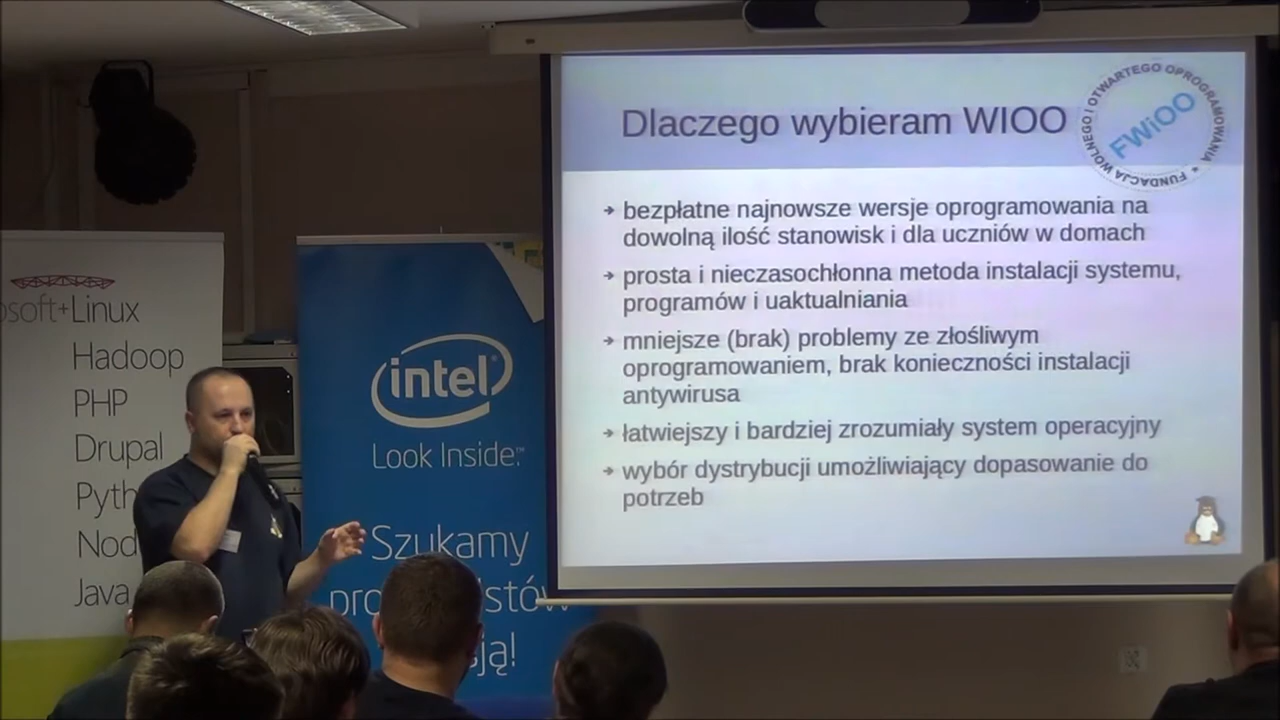 Dlaczego wybieram WIOO
FUNDACJA WOLNEGO I OTWARTEGO OPROGRAMOWANIA
FWiOO
bezpłatne najnowsze wersje oprogramowania na
dowolną ilość stanowisk i dla uczniów w domach
prosta i nieczasochłonna metoda instalacji systemu,
programów i uaktualniania
mniejsze (brak) problemy ze złośliwym
oprogramowaniem, brak konieczności instalacji
antywirusa
łatwiejszy i bardziej zrozumiały system operacyjny
wybór dystrybucji umożliwiający dopasowanie do
potrzeb
osoft+Linux
Hadoop
PHP
Drupal
Pyth
Nod
Java
intel®
Look Inside.™
Szukamy
pro istów
ją!